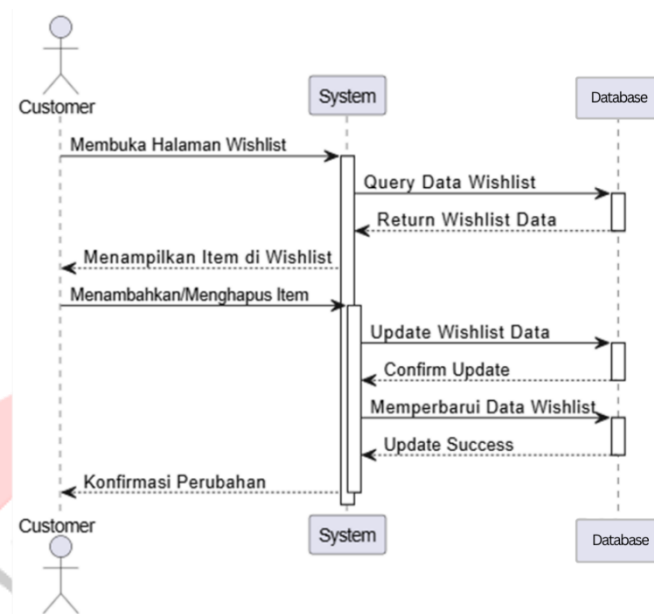 Customer
System
Database
Membuka Halaman Wishlist
Query Data Wishlist
Return Wishlist Data
Menampilkan Item di Wishlist
Menambahkan/Menghapus Item
Update Wishlist Data
Confirm Update
Memperbarui Data Wishlist
Update Success
Konfirmasi Perubahan
Customer
System
Database